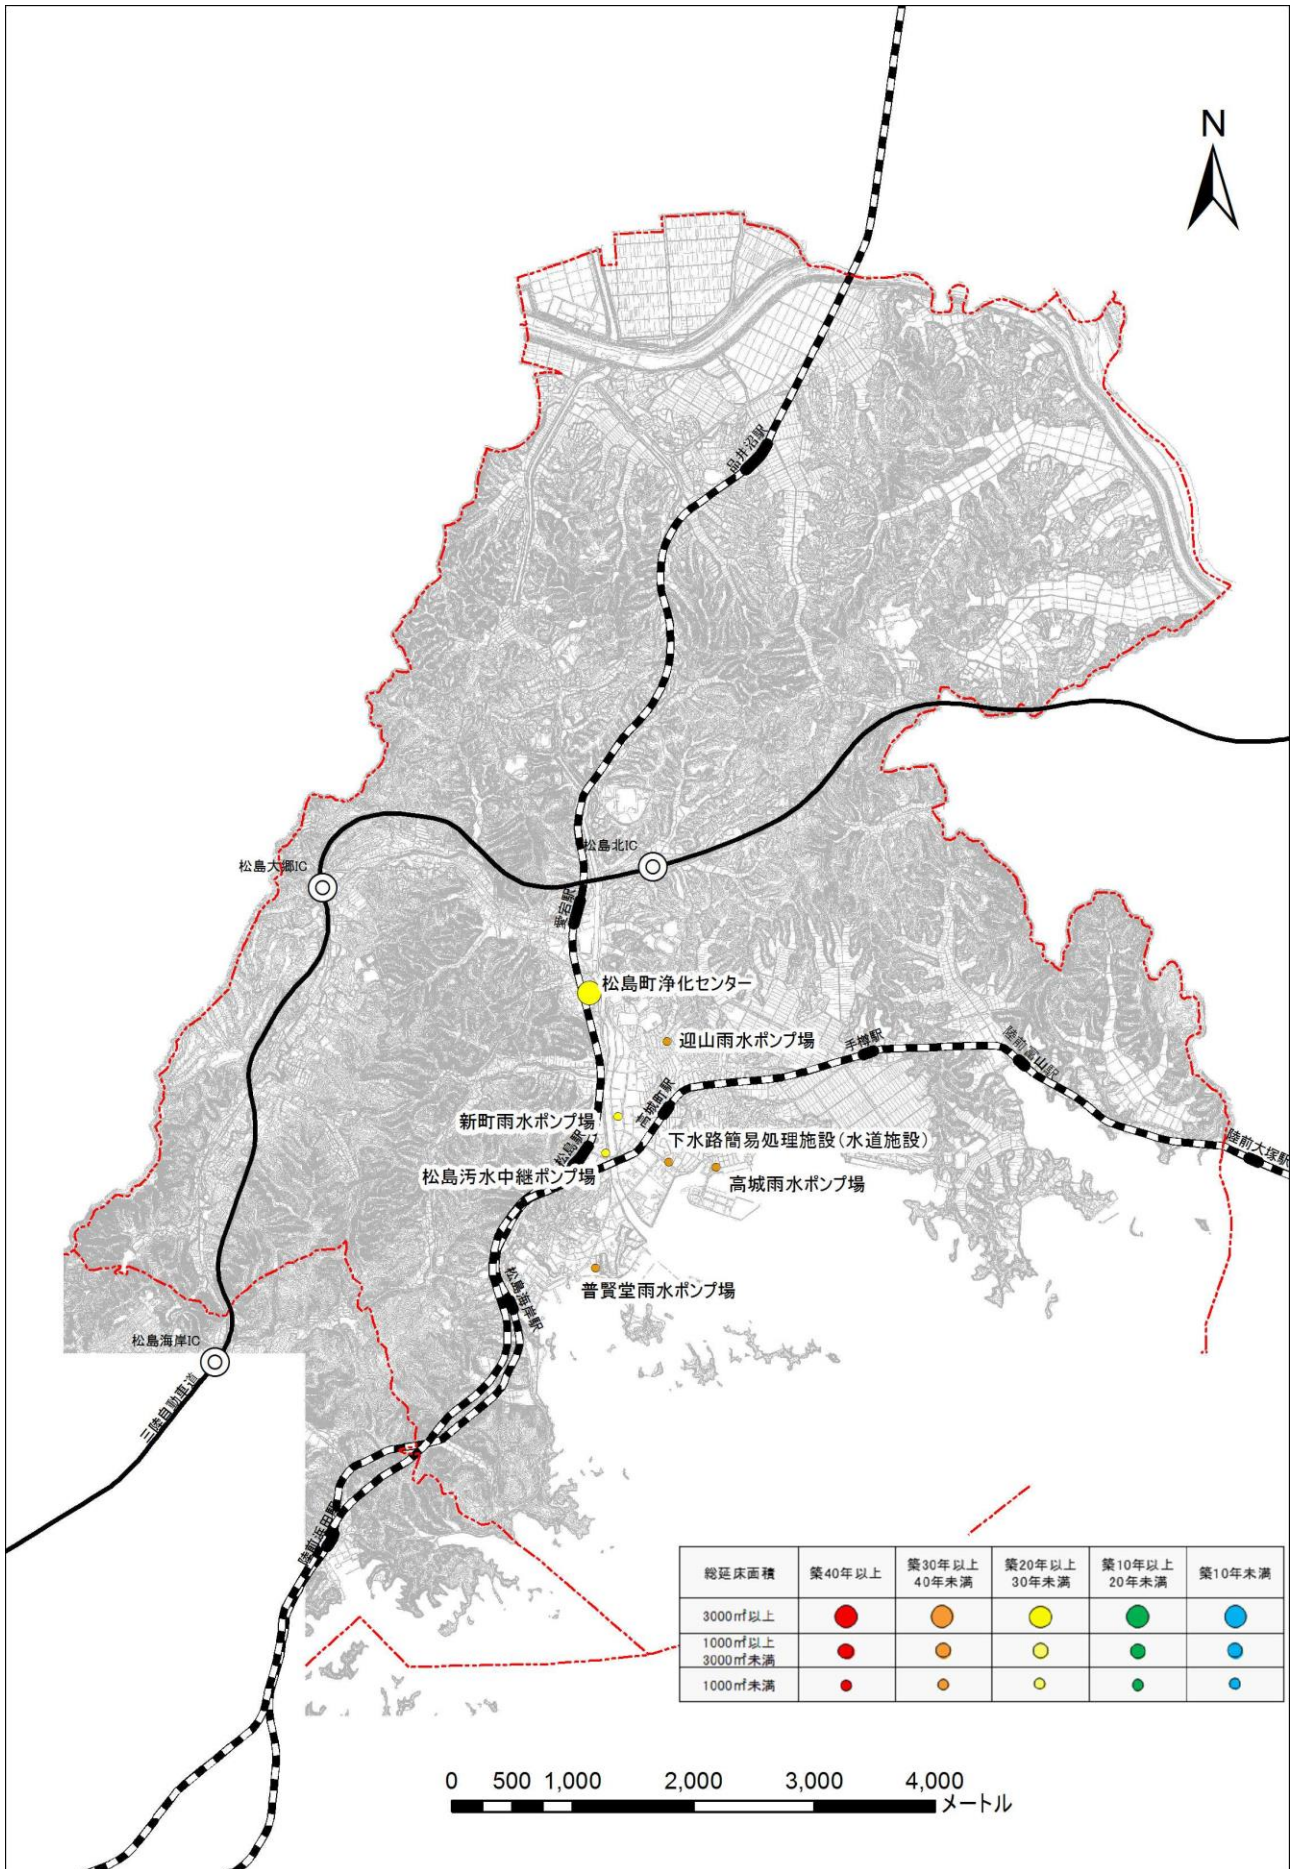 N
品井沼駅
松島北IC
松島大郷IC
愛宕駅
松島町浄化センター
迎山雨水ポンプ場
手樽駅
陸前富山駅
高城町駅
新町雨水ポンプ場
松島駅
下水路簡易処理施設(水道施設)
陸前大塚駅
松島汚水中継ポンプ場
高城雨水ポンプ場
普賢堂雨水ポンプ場
松島海岸駅
松島海岸IC
三陸自動車道
陸前浜田駅
総延床面積 築40年以上 築30年以上 40年未満 築20年以上 30年未満 築10年以上 20年未満 築10年未満
3000㎡以上
1000㎡以上
3000㎡未満
1000㎡未満
0 500 1,000 2,000 3,000 4,000
メートル